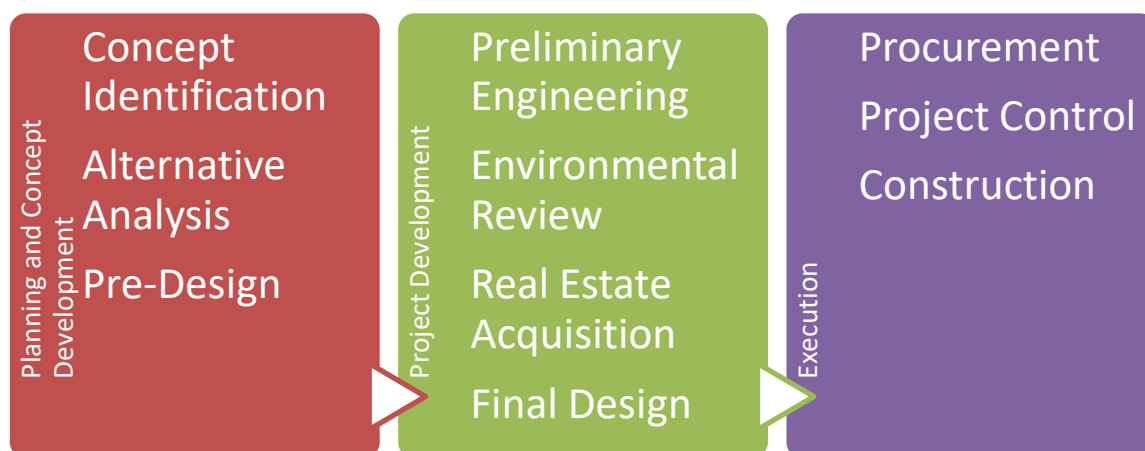 Planning and Concept
Development
Concept
Identification
Alternative
Analysis
Pre-Design
Project Development
Preliminary
Engineering
Environmental
Review
Real Estate
Acquisition
Final Design
Execution
Procurement
Project Control
Construction